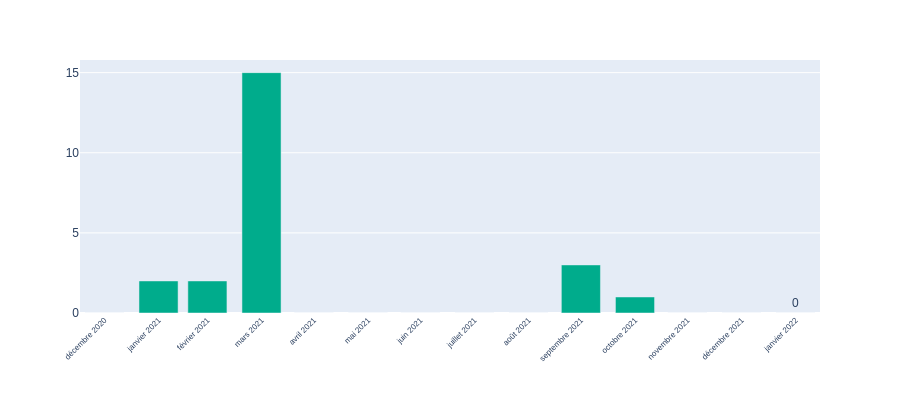 15
10
5
0
0
décembre 2020
janvier 2021
février 2021
mars 2021
avril 2021
mai 2021
juin 2021
juillet 2021
août 2021
septembre 2021
octobre 2021
novembre 2021
décembre 2021
janvier 2022